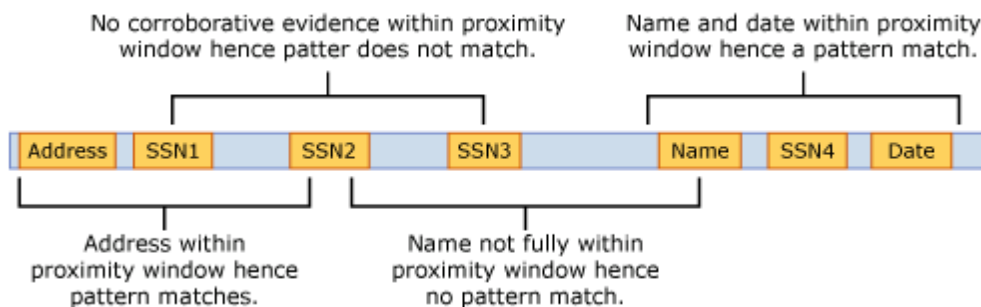 No corroborative evidence within proximity
window hence patter does not match.
Name and date within proximity
window hence a pattern match.
Address SSN1 SSN2 SSN3 Name SSN4 Date
Address within
proximity window hence
pattern matches.
Name not fully within
proximity window hence
no pattern match.